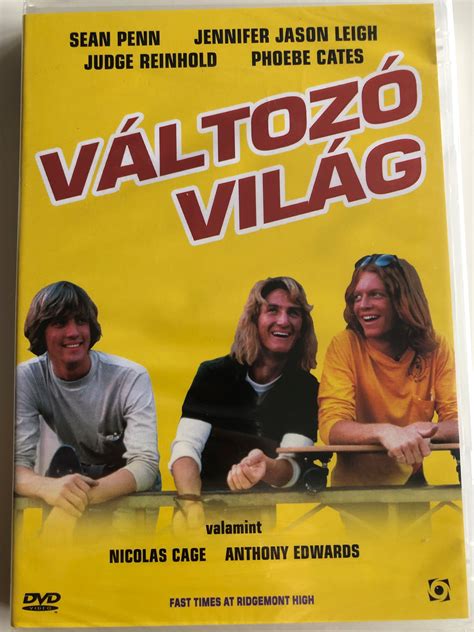 SEAN PENN JENNIFER JASON LEIGH
JUDGE REINHOLD PHOEBE CATES
VÁLTOZÓ
VILÁG
valamint
NICOLAS CAGE ANTHONY EDWARDS
DVD
VIDEO
FAST TIMES AT RIDGEMONT HIGH